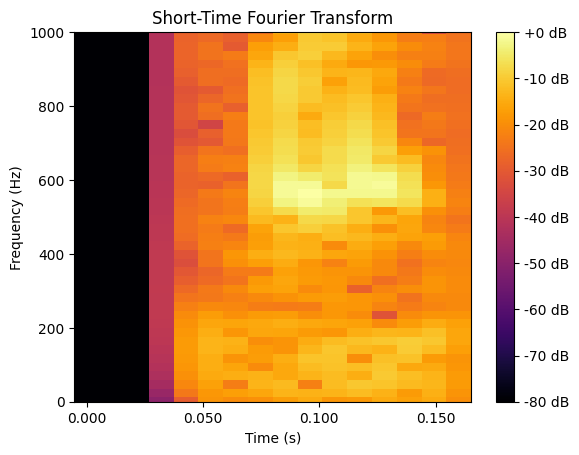 Short-Time Fourier Transform
1000
800
600
400
200
0
Frequency (Hz)
0.000
0.050
0.100
0.150
Time (s)
+0 dB
-10 dB
-20 dB
-30 dB
-40 dB
-50 dB
-60 dB
-70 dB
-80 dB